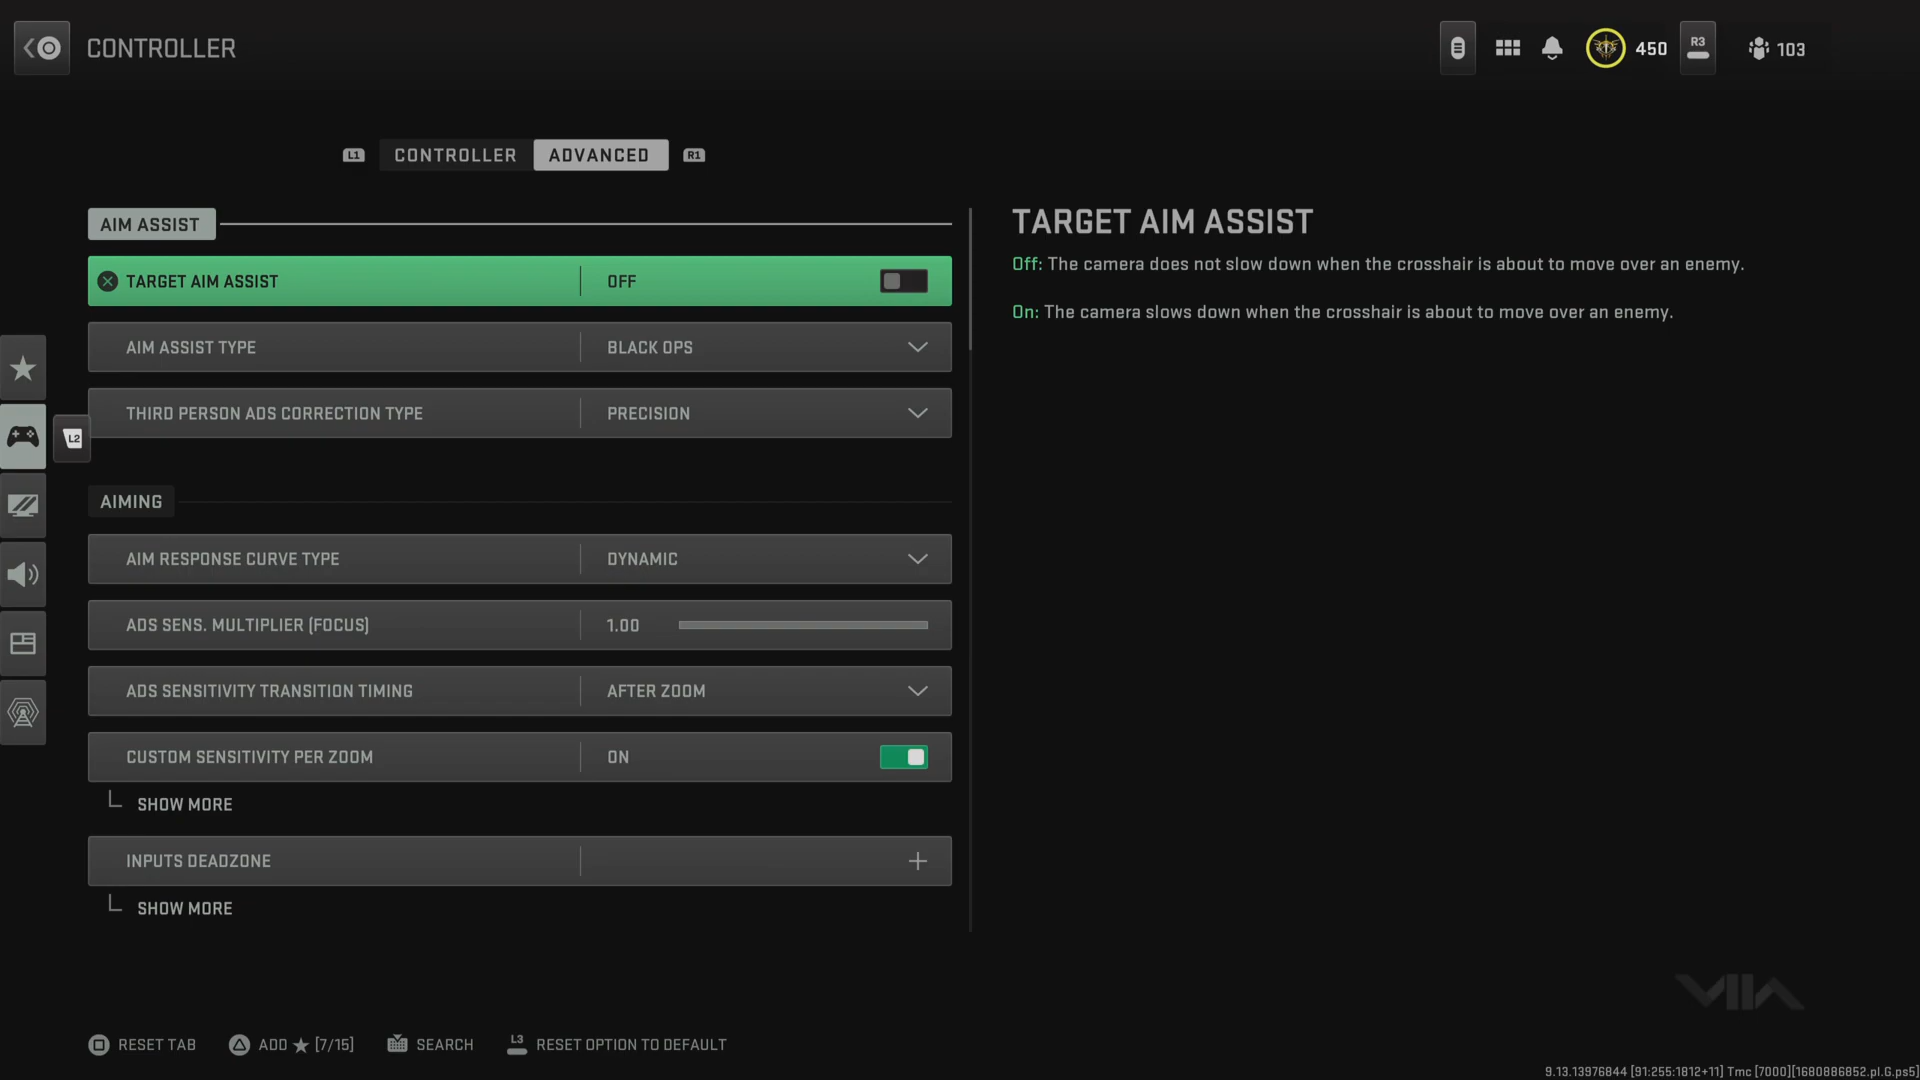 CONTROLLER
450
R3
103
L1
CONTROLLER
ADVANCED
R1
AIM ASSIST
TARGET AIM ASSIST
OFF
AIM ASSIST TYPE
BLACK OPS
THIRD PERSON ADS CORRECTION TYPE
PRECISION
L2
AIMING
AIM RESPONSE CURVE TYPE
DYNAMIC
ADS SENS. MULTIPLIER (FOCUS)
1.00
ADS SENSITIVITY TRANSITION TIMING
AFTER ZOOM
CUSTOM SENSITIVITY PER ZOOM
ON
SHOW MORE
INPUTS DEADZONE
SHOW MORE
TARGET AIM ASSIST
Off: The camera does not slow down when the crosshair is about to move over an enemy.
On: The camera slows down when the crosshair is about to move over an enemy.
RESET TAB
ADD ★ [7/15]
SEARCH
L3
RESET OPTION TO DEFAULT
9.13.13976844 [91:255:1812+11] Tmc [7000][1680886852.pl.G.ps5]